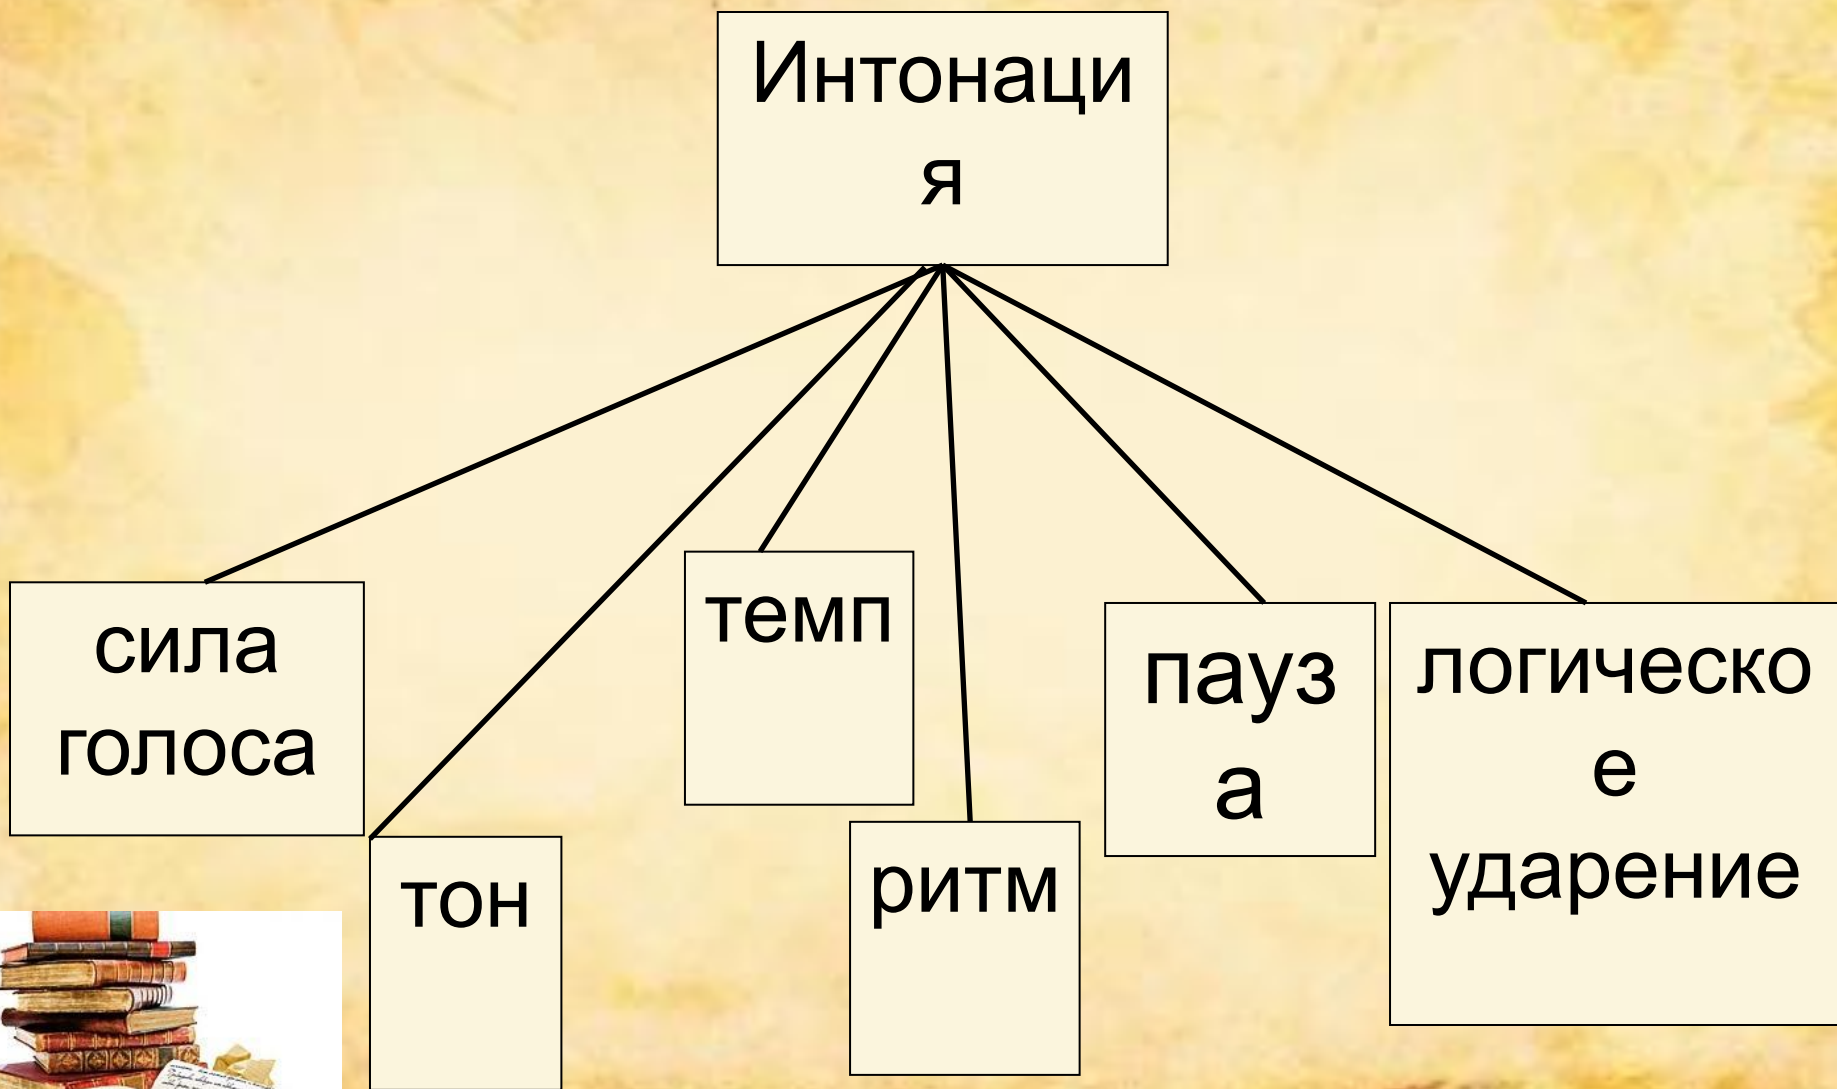 Интонаци
я
сила
голоса
тон
темп
ритм
пауз
а
логическо
е
ударение